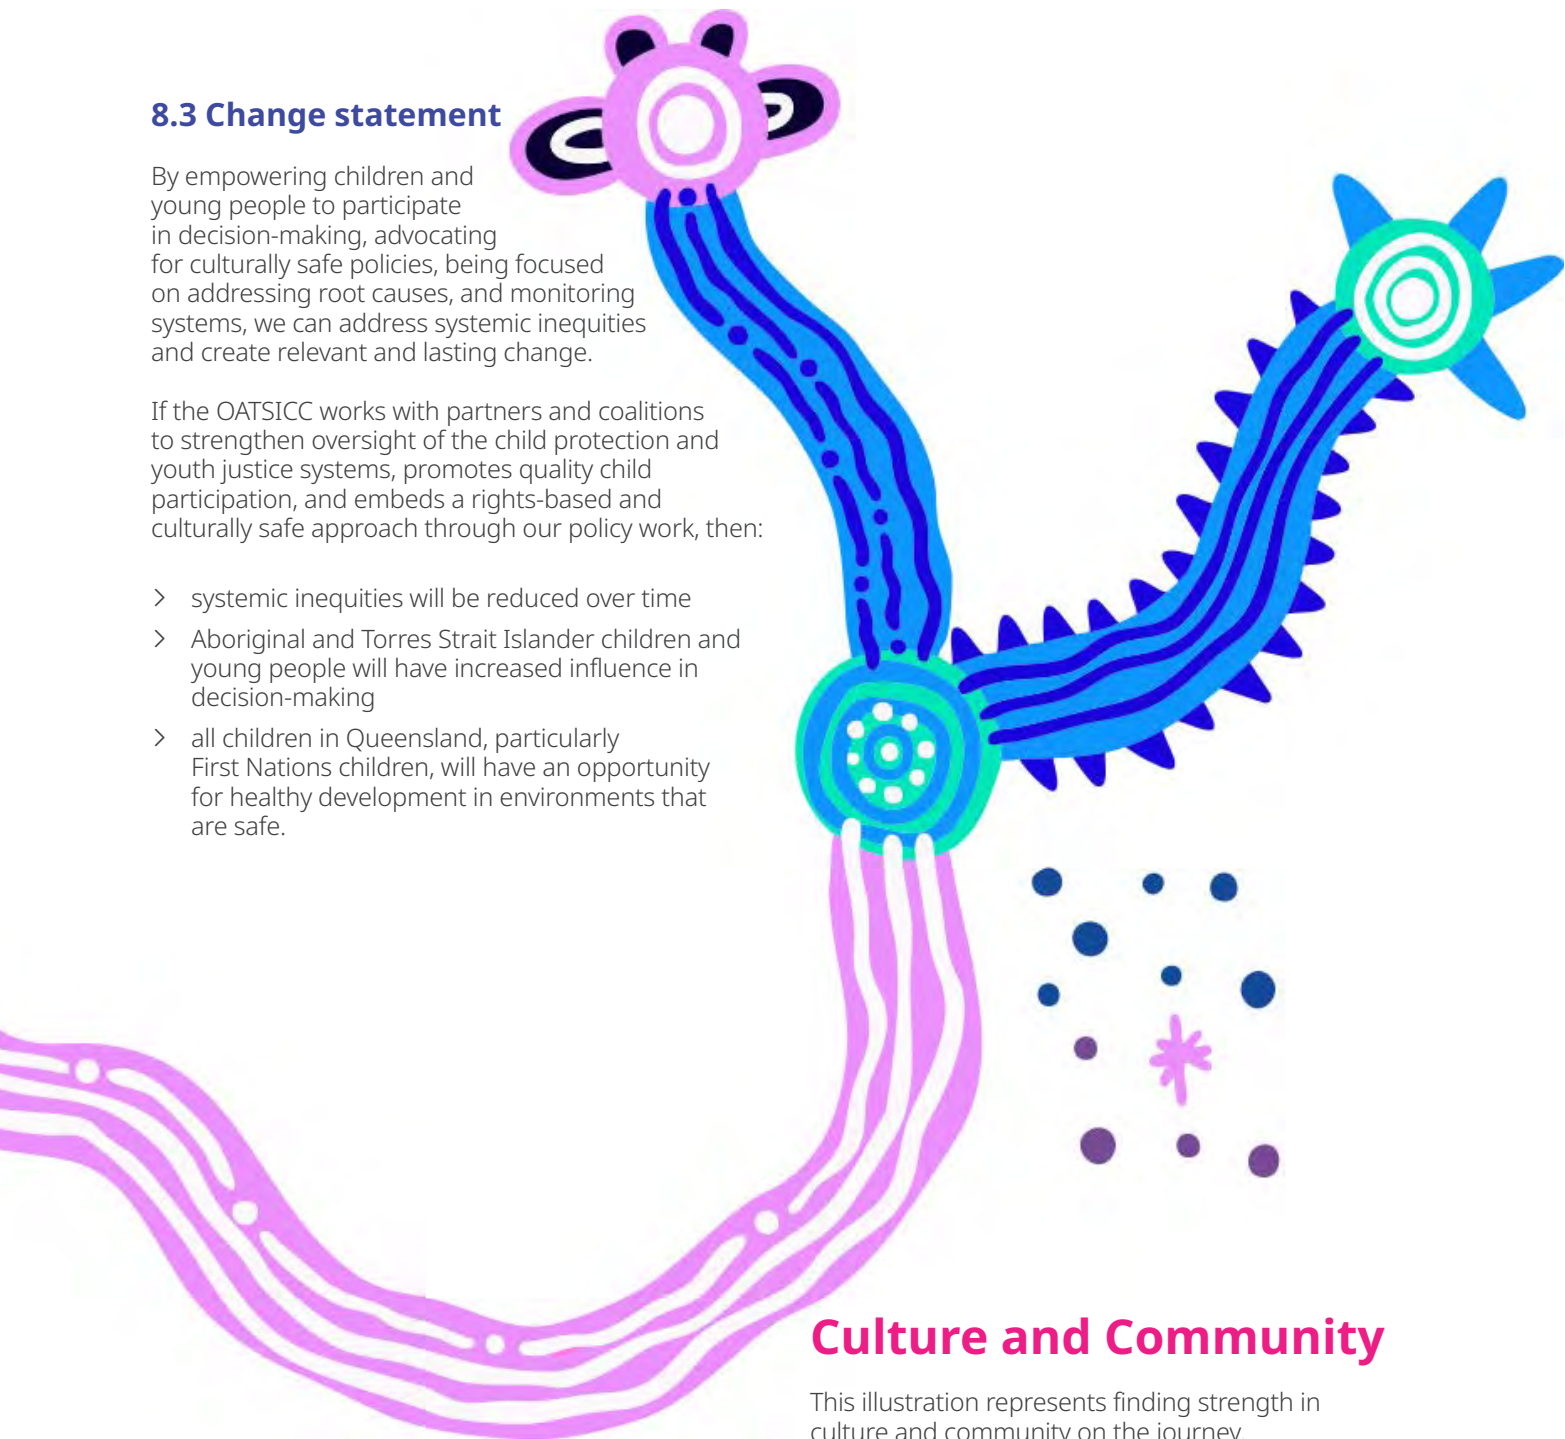 8.3 Change statement
By empowering children and
young people to participate
in decision-making, advocating
for culturally safe policies, being focused
on addressing root causes, and monitoring
systems, we can address systemic inequities
and create relevant and lasting change.
If the OATSICC works with partners and coalitions
to strengthen oversight of the child protection and
youth justice systems, promotes quality child
participation, and embeds a rights-based and
culturally safe approach through our policy work, then:
systemic inequities will be reduced over time
Aboriginal and Torres Strait Islander children and
young people will have increased influence in
decision-making
all children in Queensland, particularly
First Nations children, will have an opportunity
for healthy development in environments that
are safe.
Culture and Community
This illustration represents finding strength in
culture and community on the journey